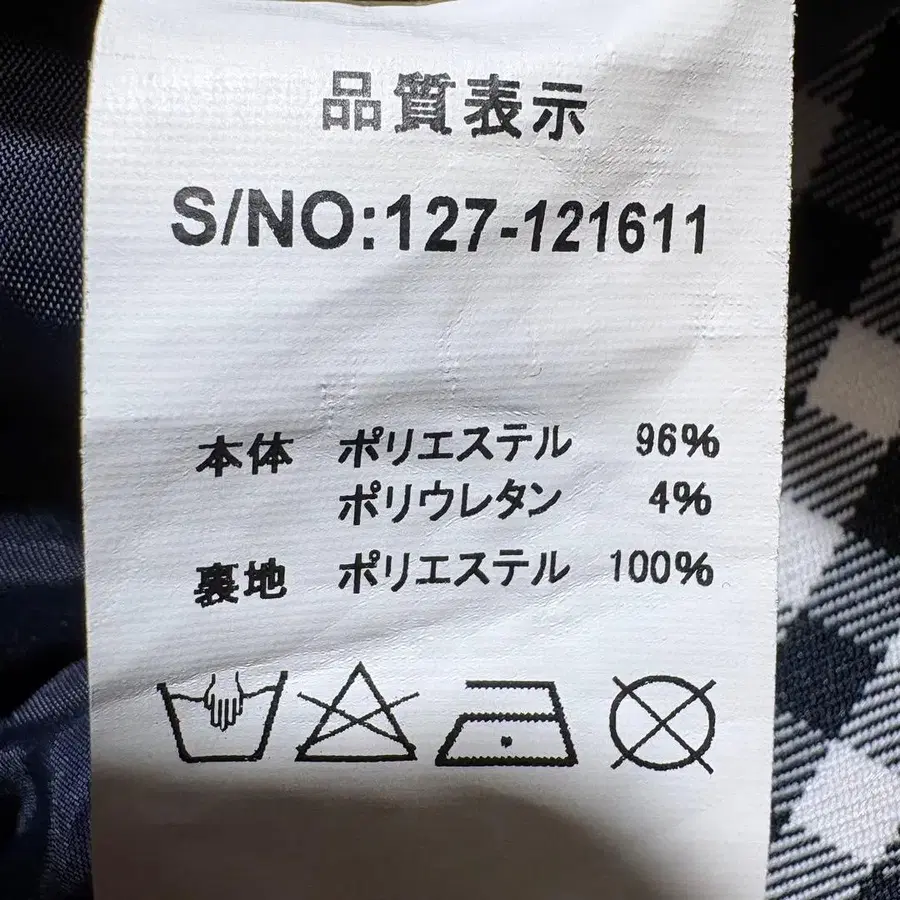 品質表示
S/NO:127-121611
本体 ポリエステル 96%
ポリウレタン 4%
裏地 ポリエステル 100%